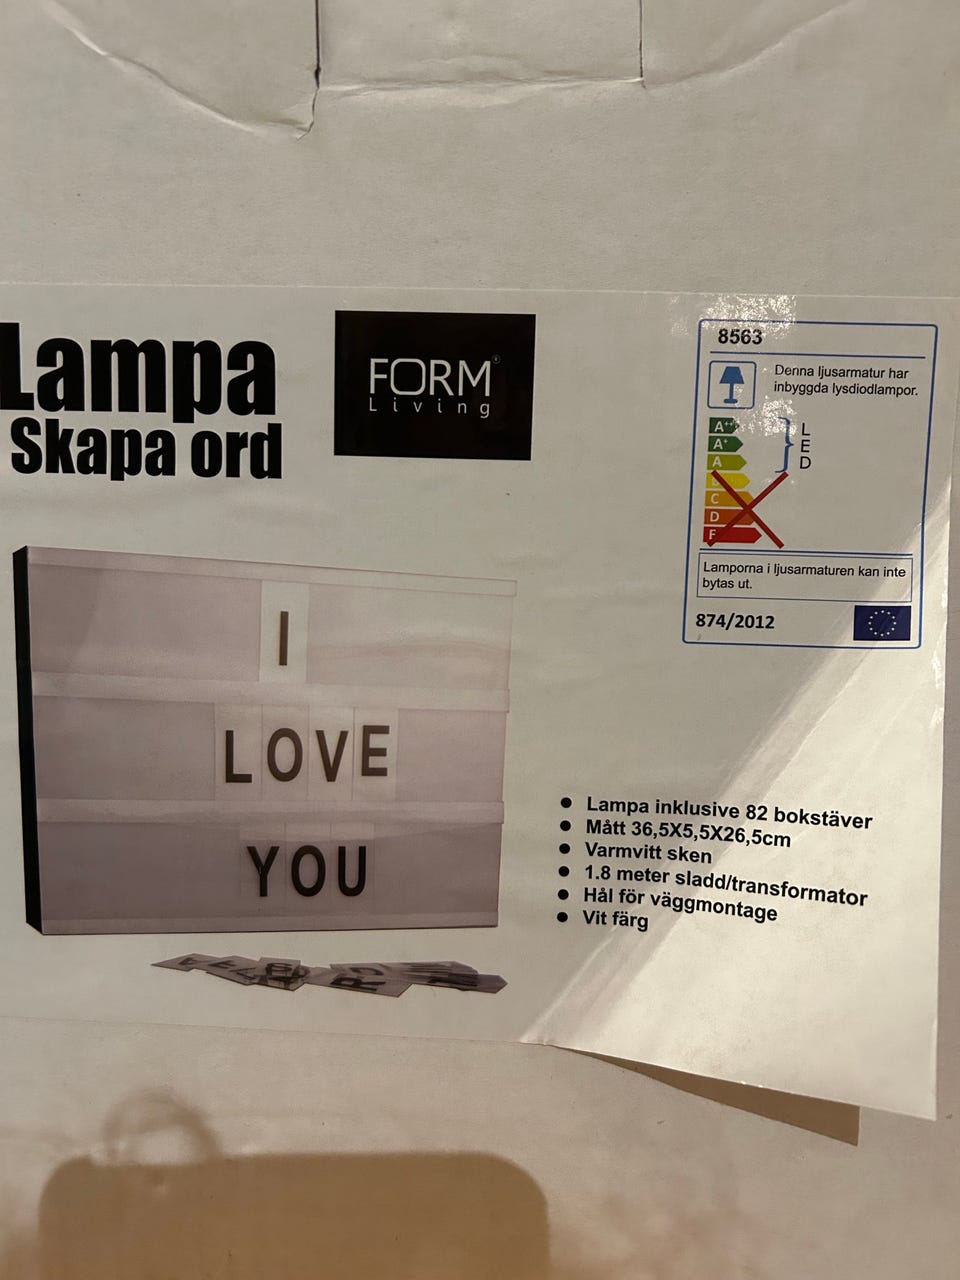 Lampa
Skapa ord
FORM®
Living
8563
Denna ljusarmatur har
inbyggda lysdiodlampor.
A++
A+
A
C
D
L
E
D
Lamporna i ljusarmaturen kan inte
bytas ut.
874/2012
I
LOVE
YOU
Lampa inklusive 82 bokstäver
Mått 36,5X5,5X26,5cm
Varmvitt sken
1.8 meter sladd/transformator
Hål för väggmontage
Vit färg